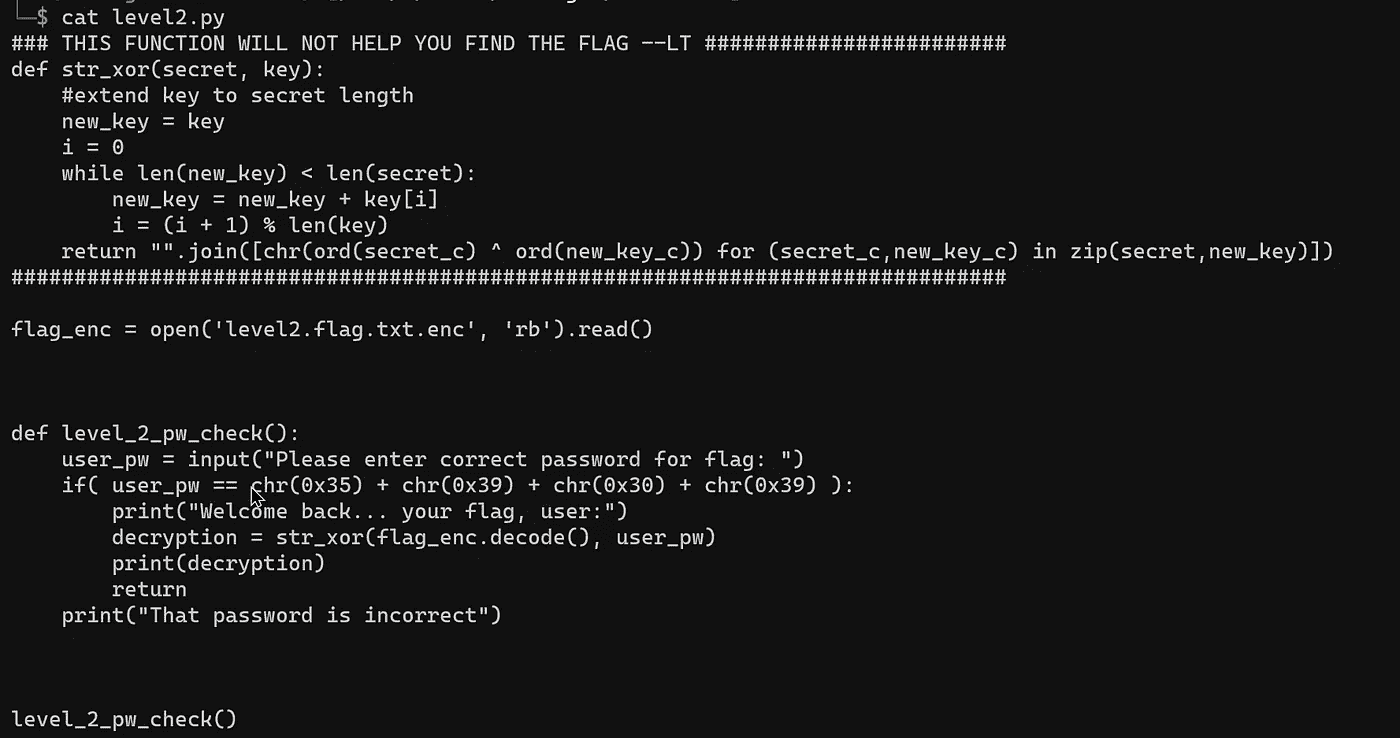 └─$ cat level2.py
### THIS FUNCTION WILL NOT HELP YOU FIND THE FLAG --LT ########################
def str_xor(secret, key):
    #extend key to secret length
    new_key = key
    i = 0
    while len(new_key) < len(secret):
        new_key = new_key + key[i]
        i = (i + 1) % len(key)
    return "".join([chr(ord(secret_c) ^ ord(new_key_c)) for (secret_c,new_key_c) in zip(secret,new_key)])
###############################################################################

flag_enc = open('level2.flag.txt.enc', 'rb').read()

def level_2_pw_check():
    user_pw = input("Please enter correct password for flag: ")
    if( user_pw == chr(0x35) + chr(0x39) + chr(0x30) + chr(0x39) ):
        print("Welcome back... your flag, user:")
        decryption = str_xor(flag_enc.decode(), user_pw)
        print(decryption)
        return
    print("That password is incorrect")

level_2_pw_check()